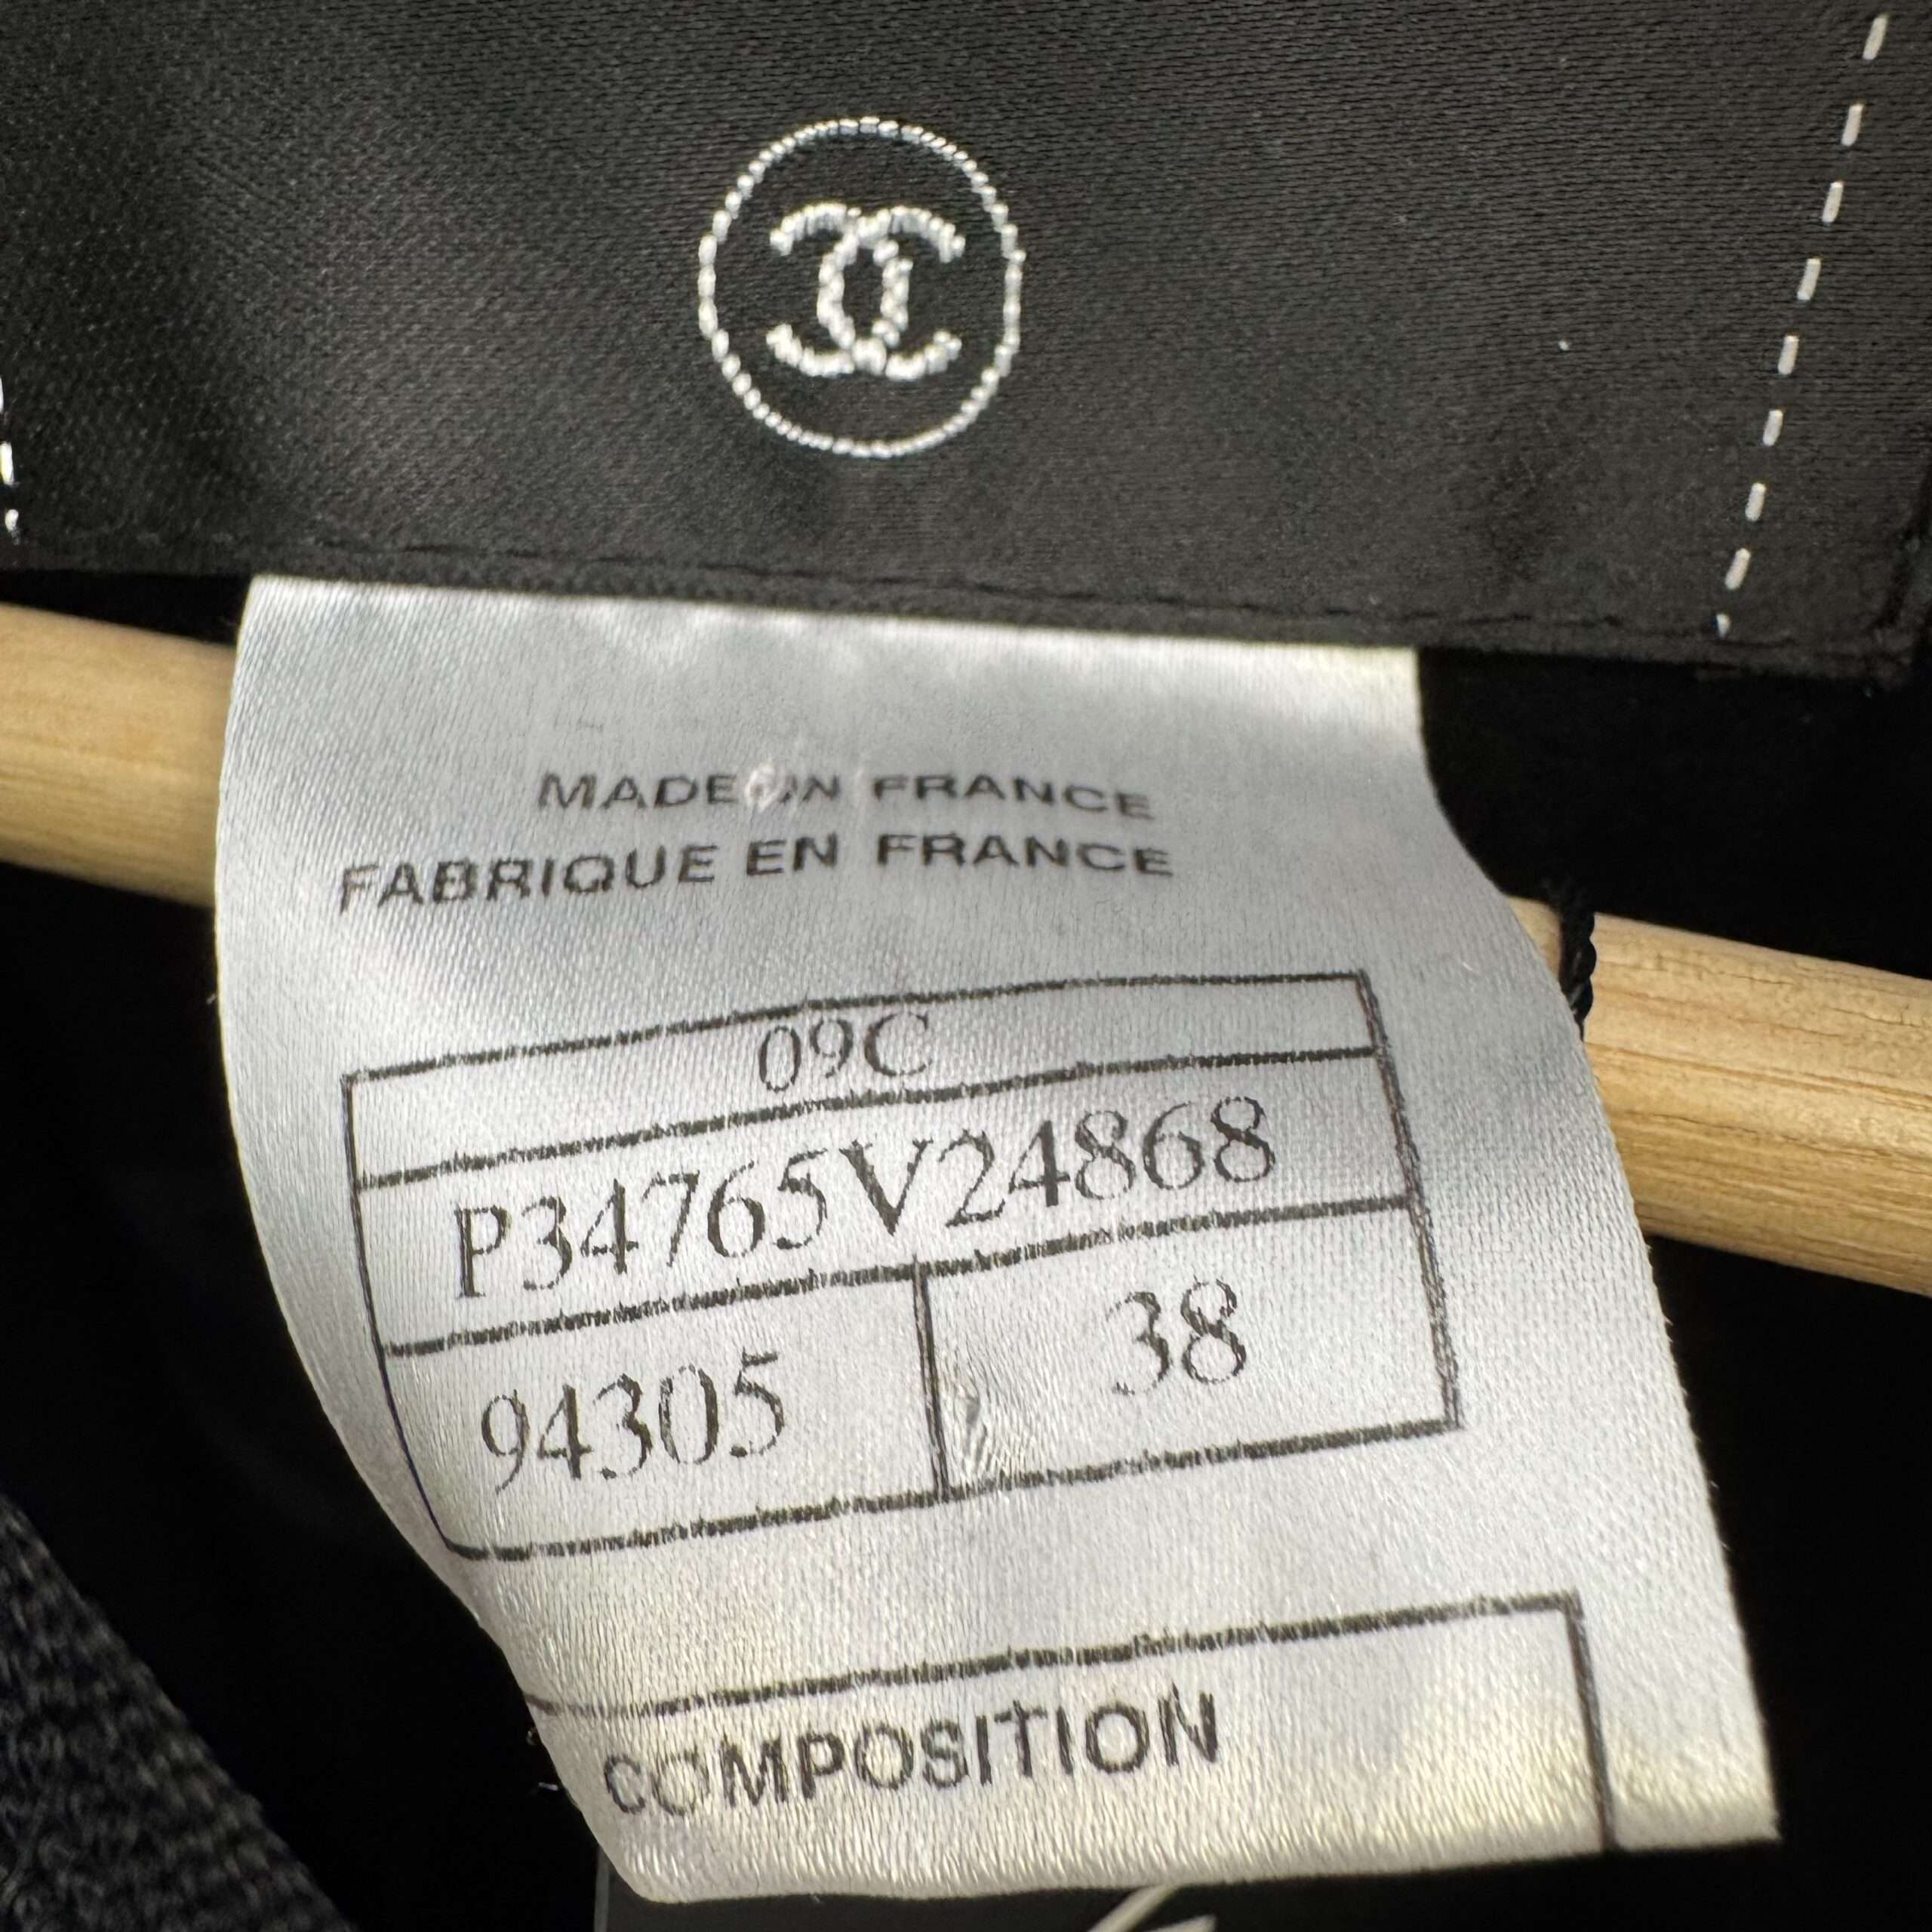 MADE IN FRANCE
FABRIQUE EN FRANCE
09C
P34765V24868
94305 38
COMPOSITION